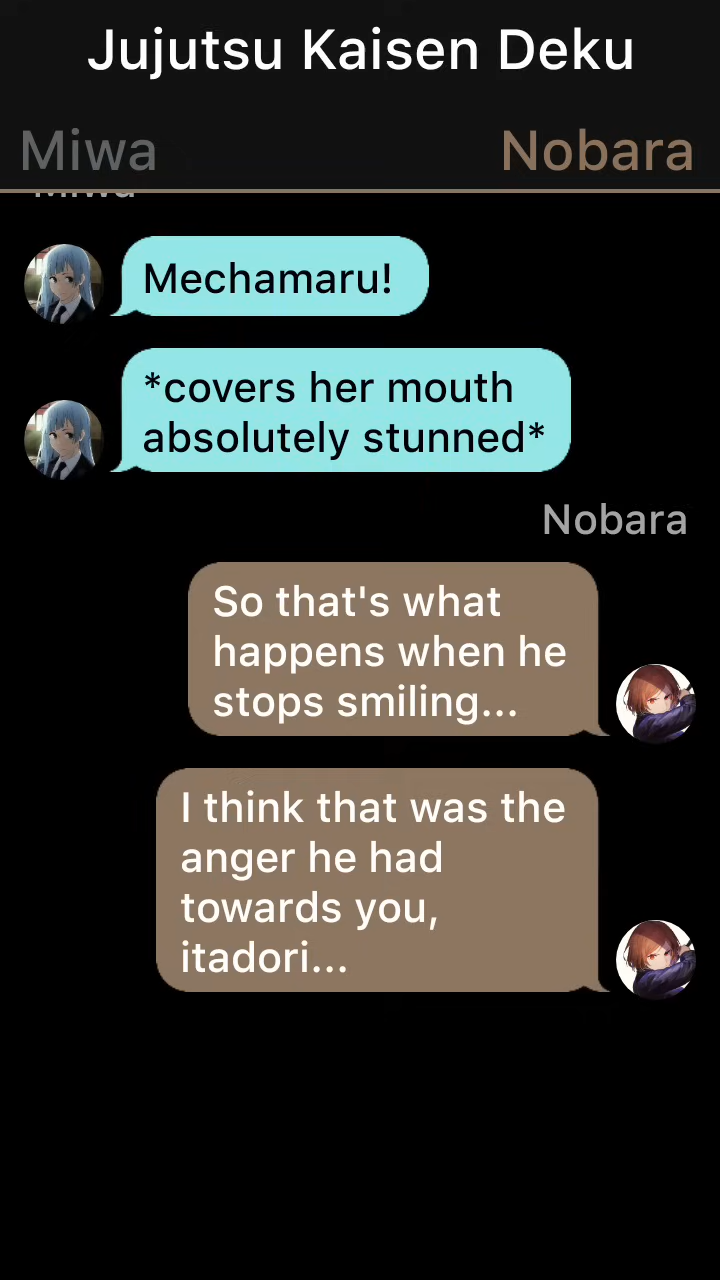 Jujutsu Kaisen Deku
Miwa
Nobara
Miwa
Mechamaru!
*covers her mouth
absolutely stunned*
Nobara
So that's what
happens when he
stops smiling...
I think that was the
anger he had
towards you,
itadori...